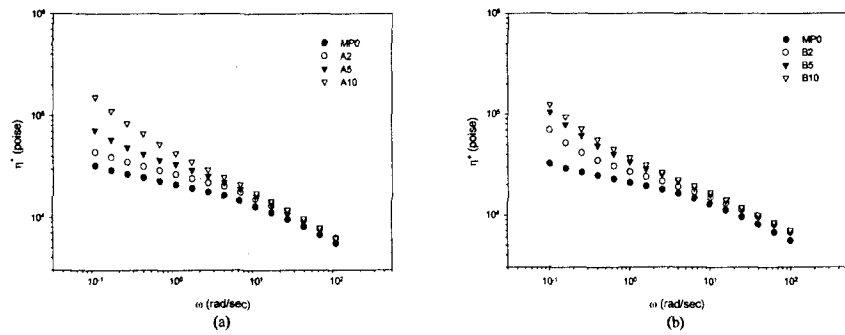 10⁶
10⁵
10⁴
η* (poise)
MP0
A2
A5
A10
10⁻¹ 10⁰ 10¹ 10²
ω (rad/sec)
(a)
10⁶
10⁵
10⁴
η* (poise)
MP0
B2
B5
B10
10⁻¹ 10⁰ 10¹ 10²
ω (rad/sec)
(b)